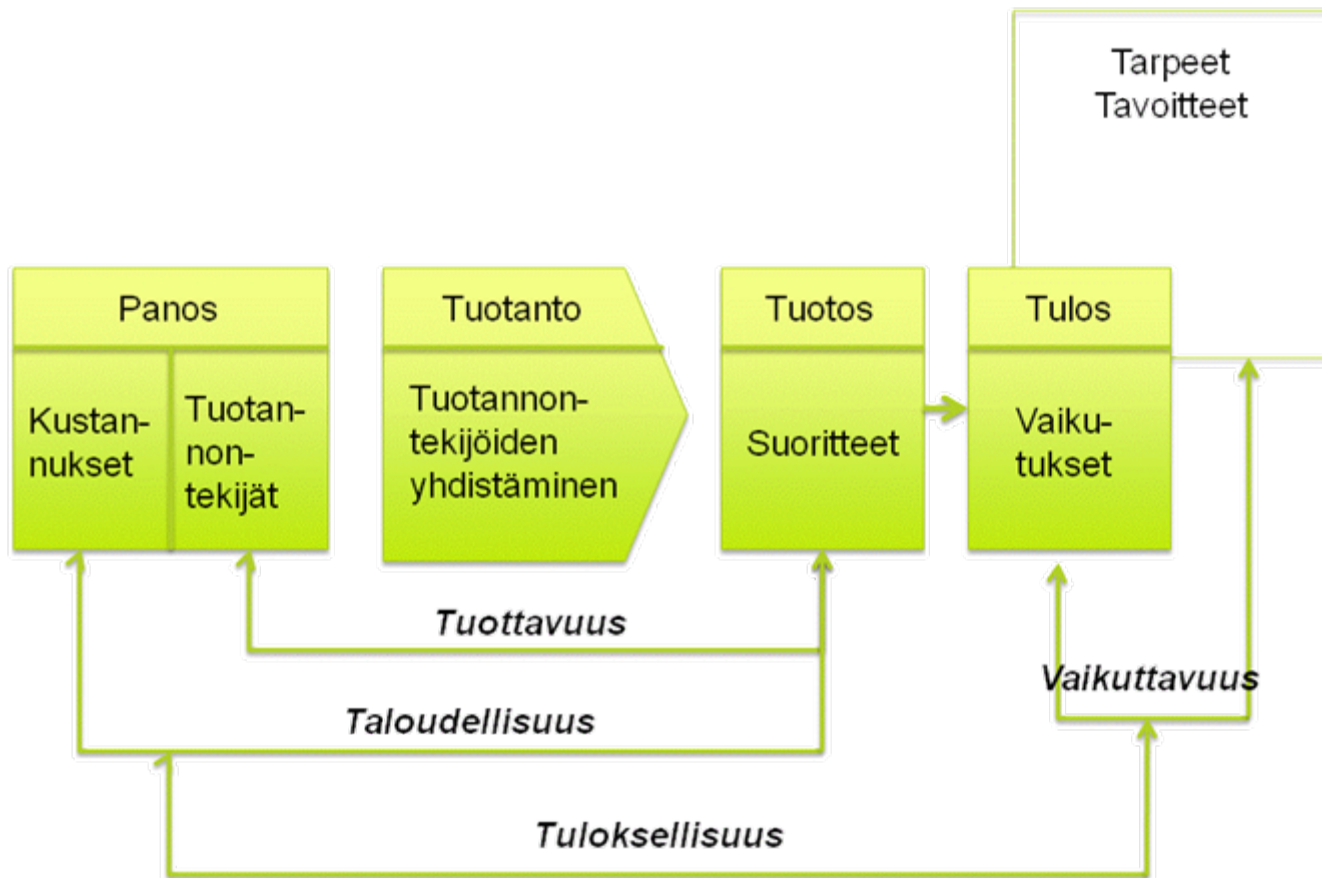 Tarpeet
Tavoitteet
Panos
Kustan-
nukset
Tuotan-
non-
tekijät
Tuotanto
Tuotannon-
tekijöiden
yhdistäminen
Tuotos
Suoritteet
Tulos
Vaiku-
tukset
Tuottavuus
Vaikuttavuus
Taloudellisuus
Tuloksellisuus